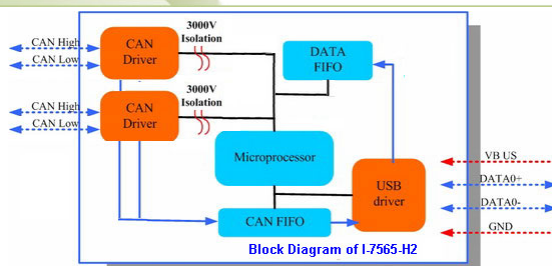 3000V
Isolation
CAN High
CAN Low
CAN
Driver
DATA
FIFO
3000V
Isolation
CAN High
CAN Low
CAN
Driver
Microprocessor
VB US
USB
driver
DATA0+
DATA0-
CAN FIFO
GND
Block Diagram of I-7565-H2